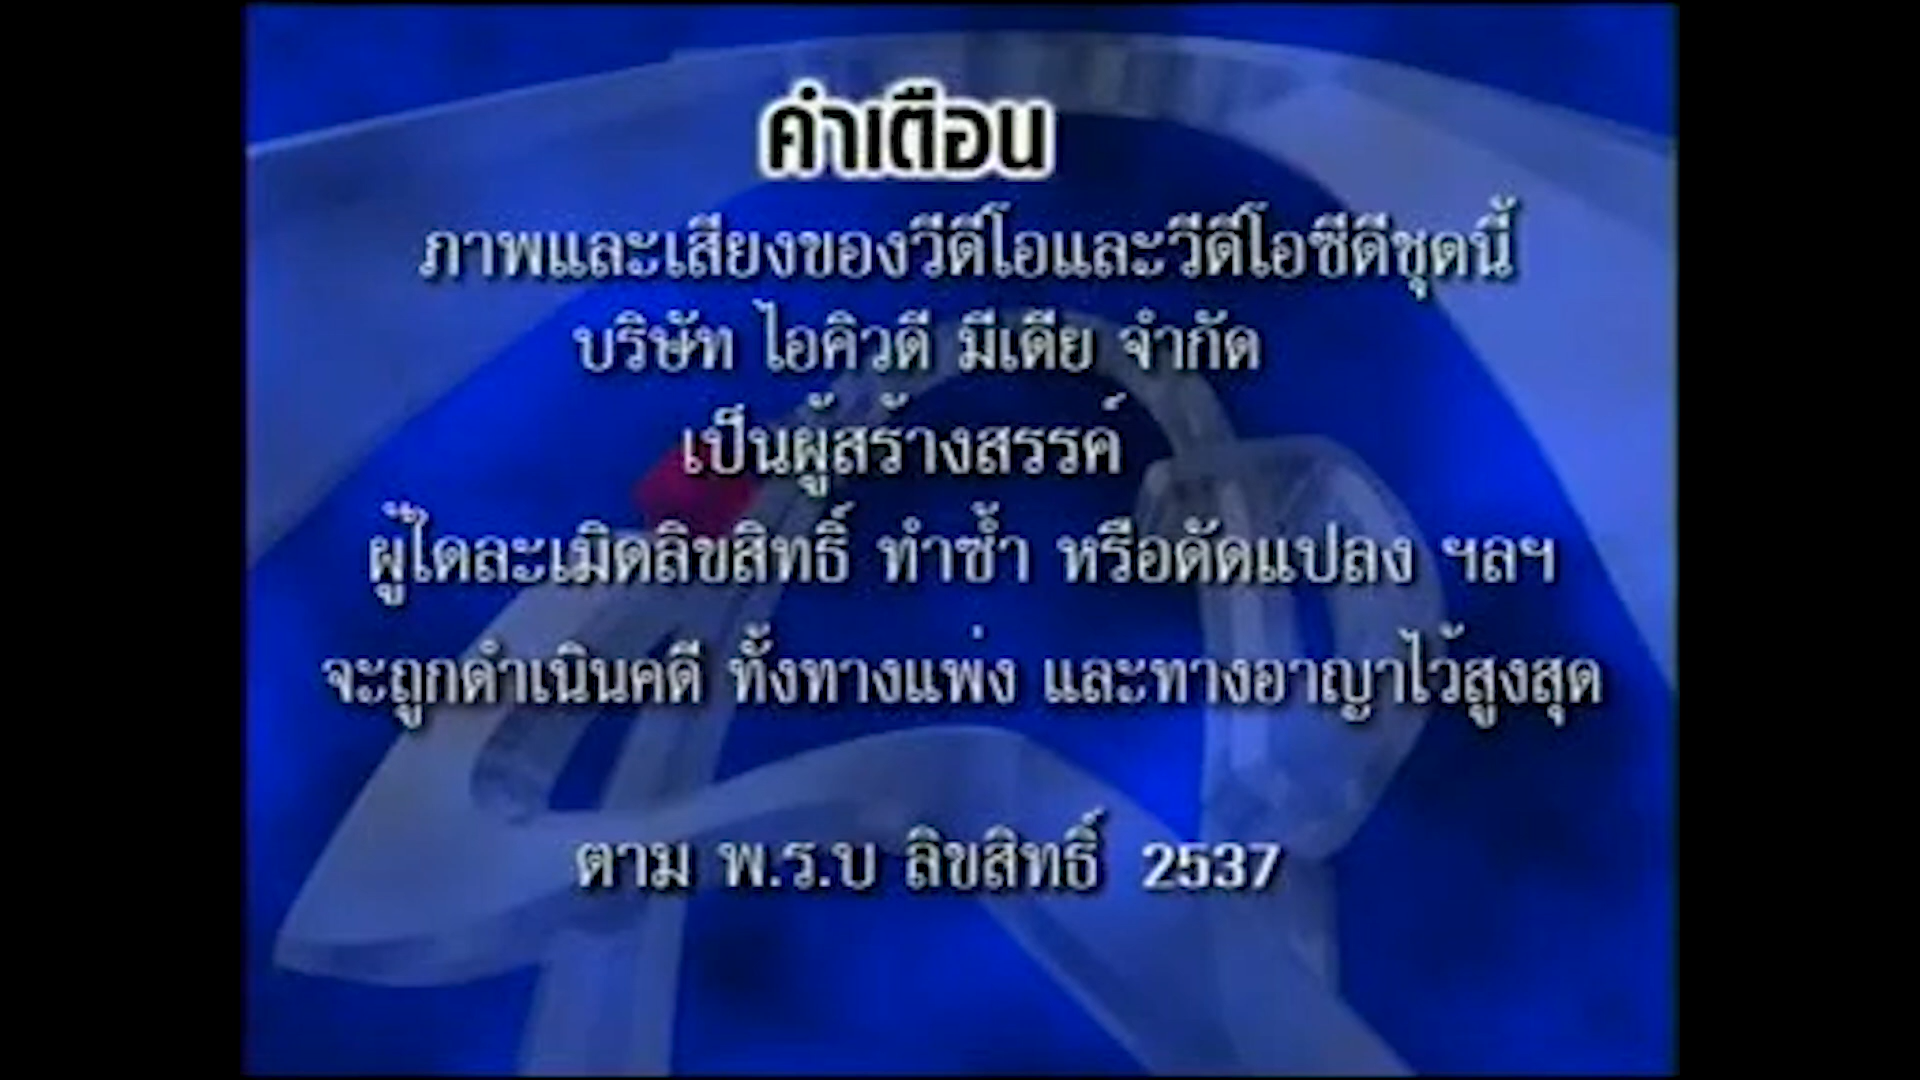 คำเตือน
ภาพและเสียงของวีดีโอและวีดีโอซีดีชุดนี้
บริษัท ไอคิวดี มีเดีย จำกัด
เป็นผู้สร้างสรรค์
ผู้ใดละเมิดลิขสิทธิ์ ทำซ้ำ หรือดัดแปลง ฯลฯ
จะถูกดำเนินคดี ทั้งทางแพ่ง และทางอาญาไว้สูงสุด
ตาม พ.ร.บ ลิขสิทธิ์ 2537